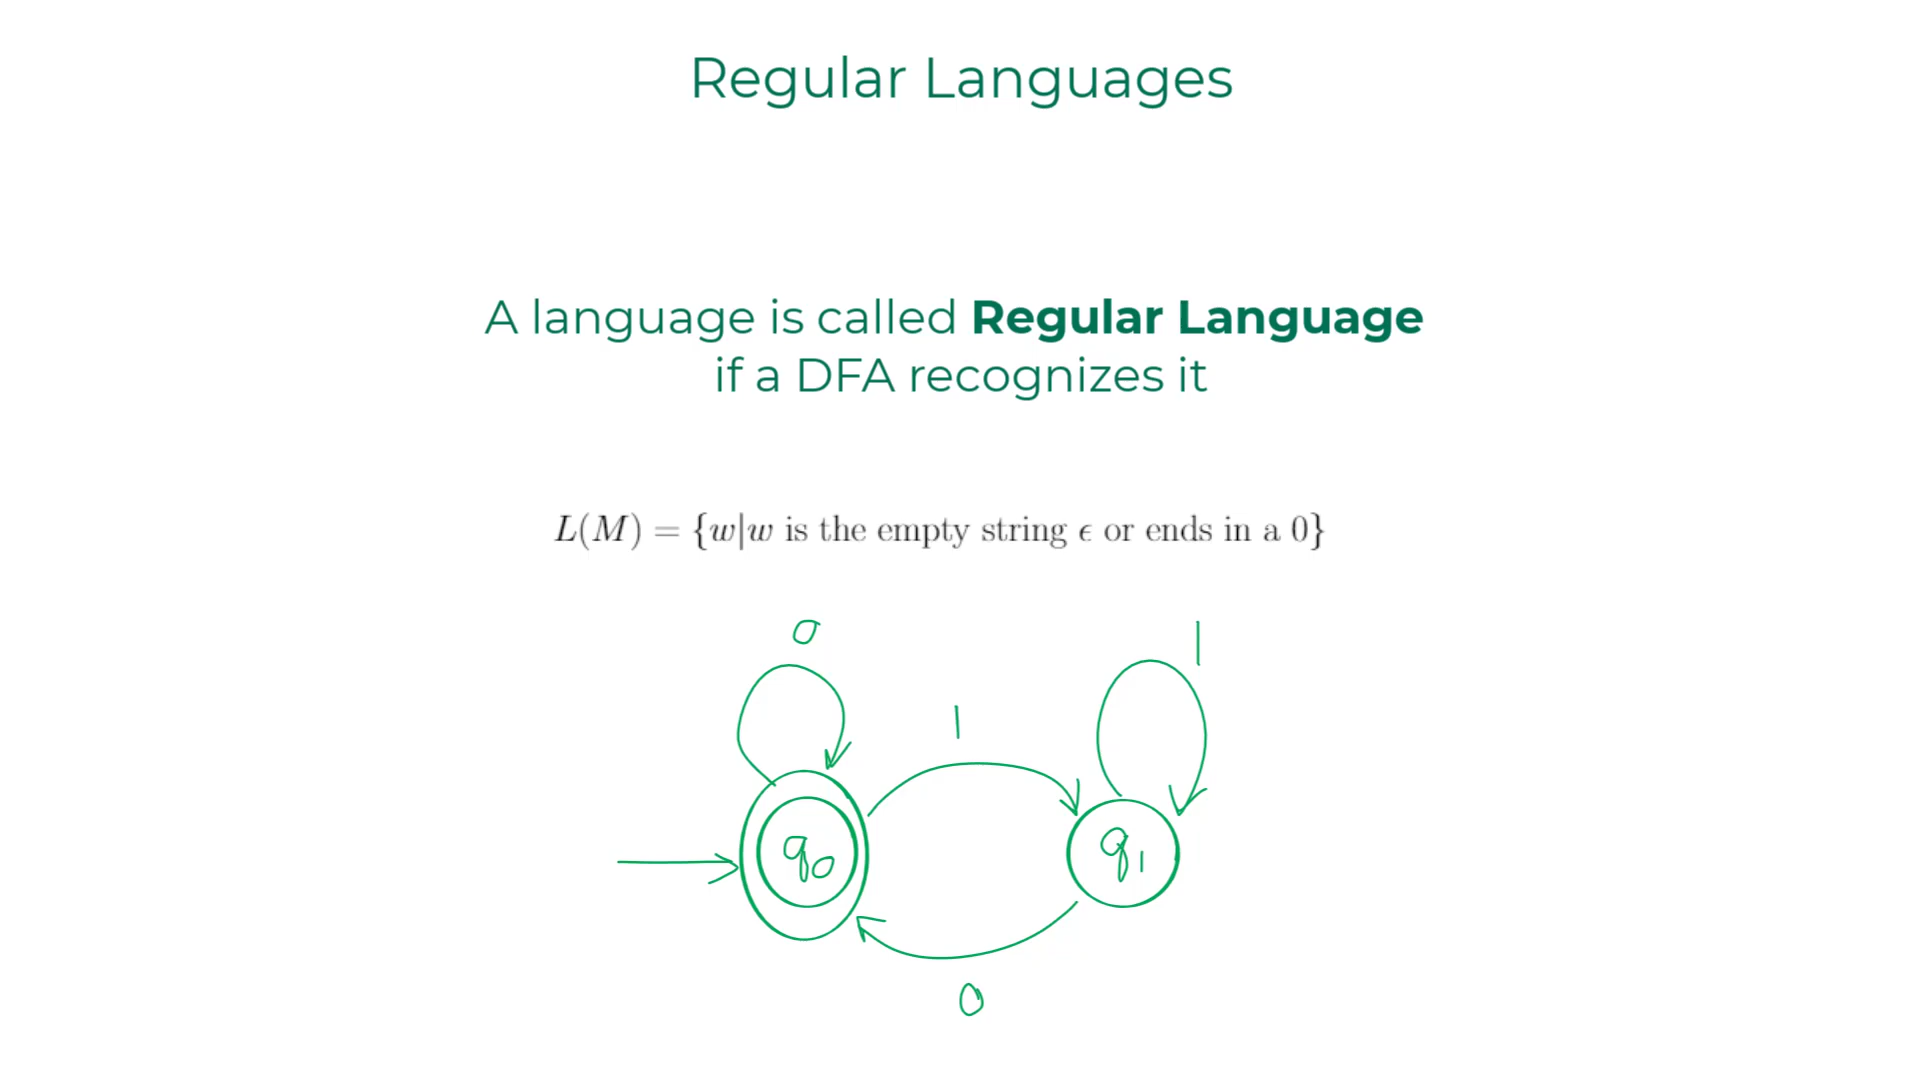 Regular Languages
A language is called Regular Language
if a DFA recognizes it
L(M) = {w|w is the empty string ϵ or ends in a 0}
0
1
1
q0
q1
0